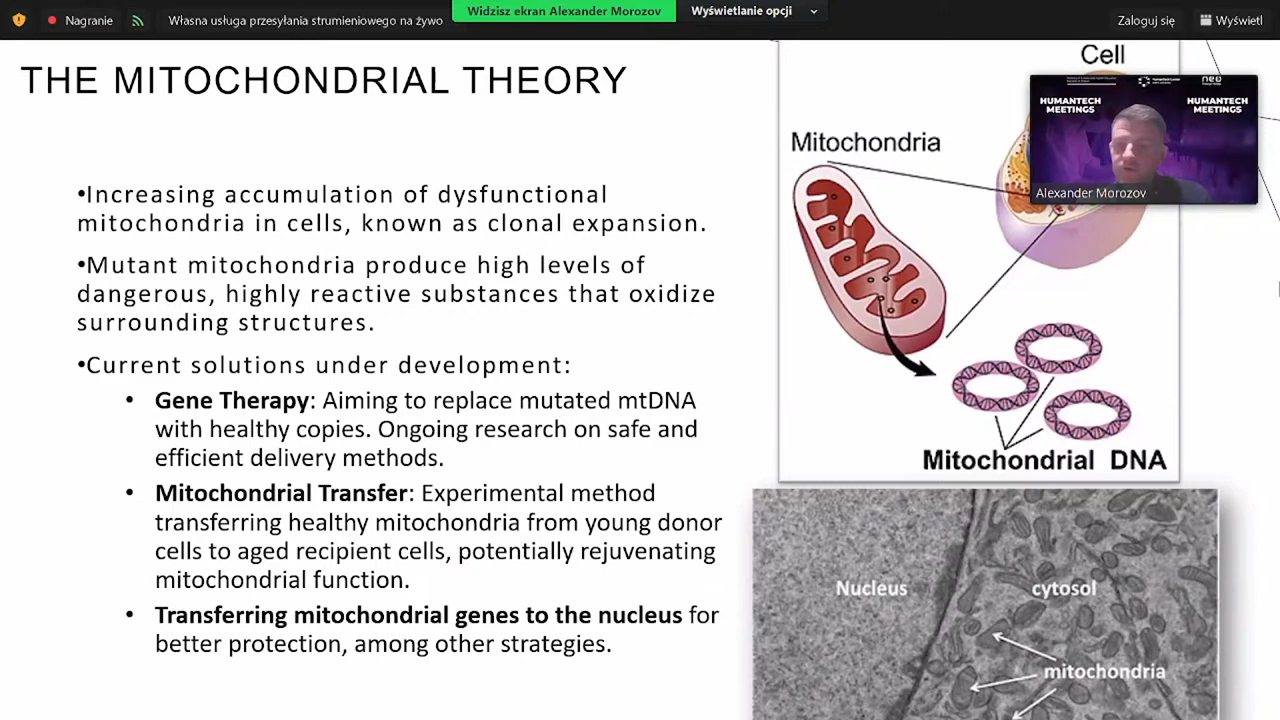 Nagranie
Własna usługa przesyłania strumieniowego na żywo
Widzisz ekran Alexander Morozov
Wyświetlanie opcji
Zaloguj się
Wyświetl
THE MITOCHONDRIAL THEORY
•Increasing accumulation of dysfunctional
mitochondria in cells, known as clonal expansion.
•Mutant mitochondria produce high levels of
dangerous, highly reactive substances that oxidize
surrounding structures.
•Current solutions under development:
• Gene Therapy: Aiming to replace mutated mtDNA
with healthy copies. Ongoing research on safe and
efficient delivery methods.
• Mitochondrial Transfer: Experimental method
transferring healthy mitochondria from young donor
cells to aged recipient cells, potentially rejuvenating
mitochondrial function.
• Transferring mitochondrial genes to the nucleus for
better protection, among other strategies.
Cell
Mitochondria
HUMANTECH
MEETINGS
HUMANTECH
MEETINGS
Alexander Morozov
Mitochondrial DNA
Nucleus
cytosol
mitochondria